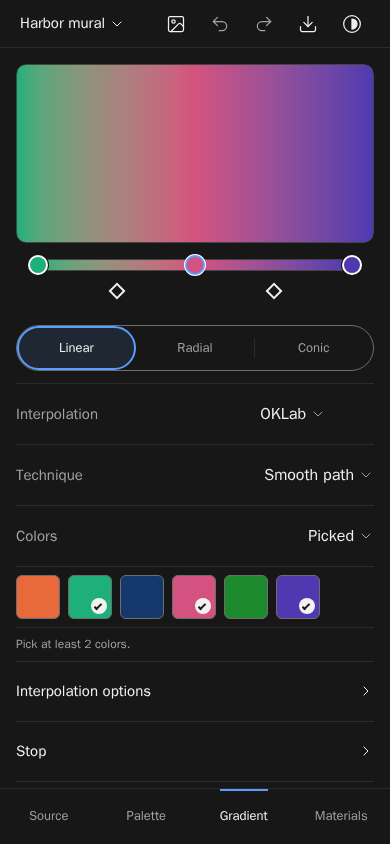 Harbor mural
Linear
Radial
Conic
Interpolation
OKLab
Technique
Smooth path
Colors
Picked
Pick at least 2 colors.
Interpolation options
Stop
Source
Palette
Gradient
Materials